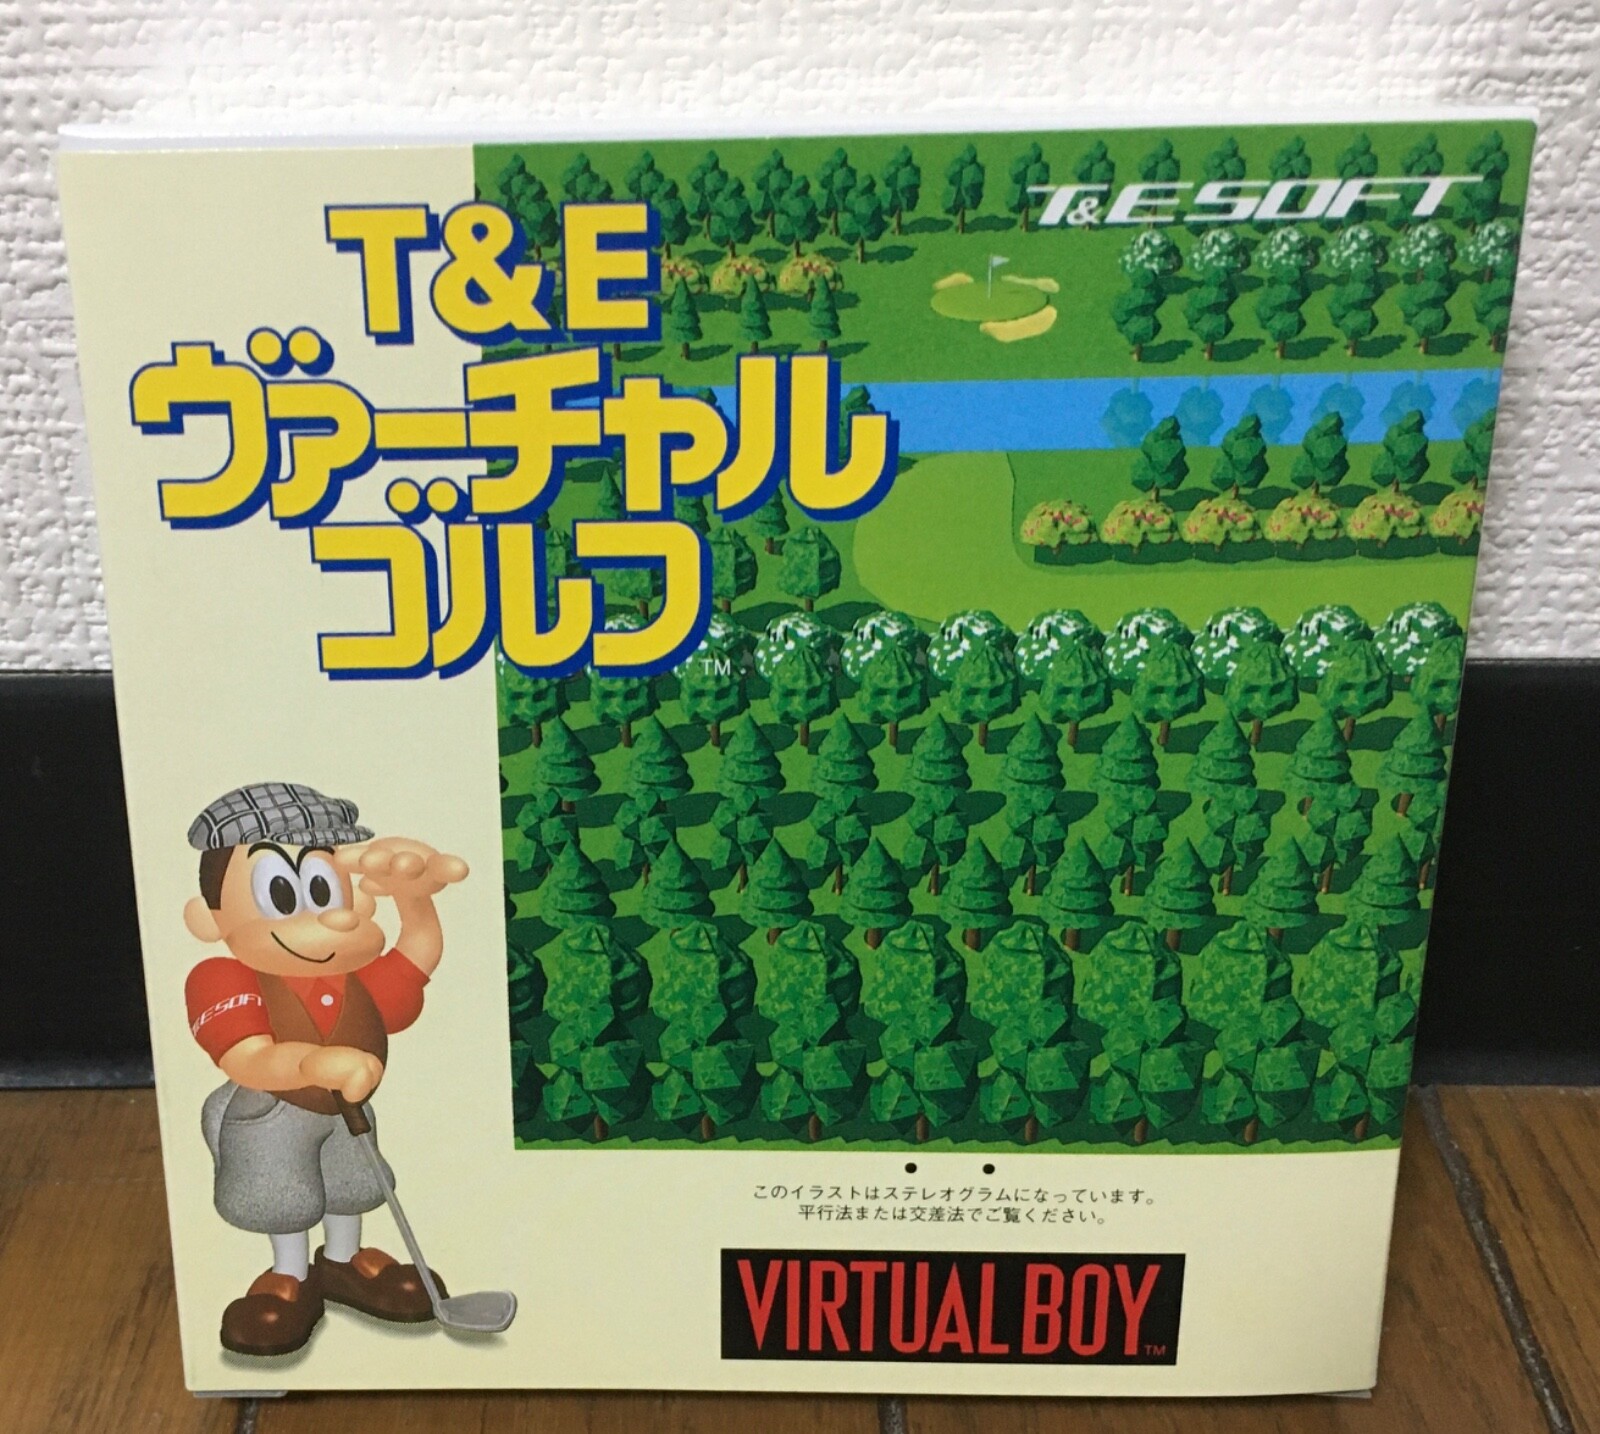 T&E SOFT
T&E
ヴァーチャル
ゴルフ
TM
T&E SOFT
このイラストはステレオグラムになっています。
平行法または交差法でご覧ください。
VIRTUAL BOY TM